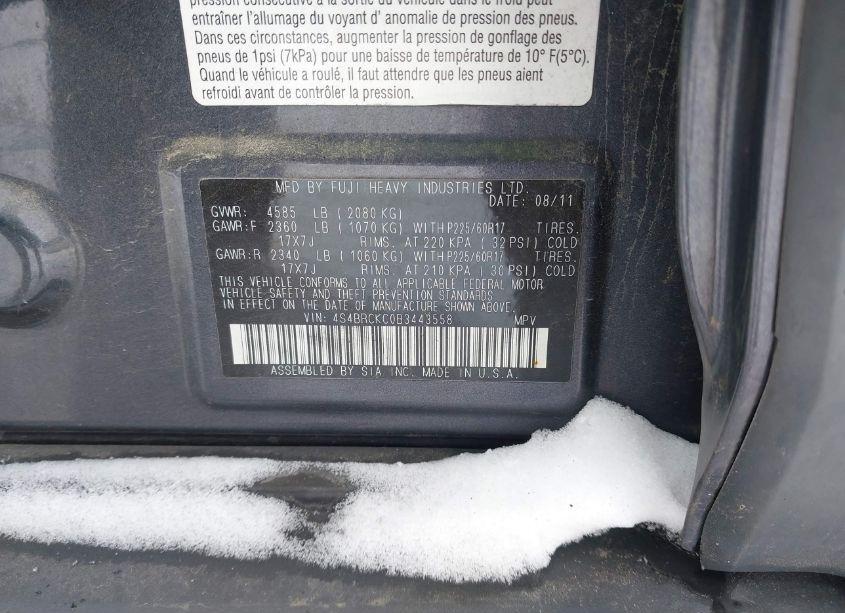 pression consécutive à la sortie du véhicule dans le froid peut
entraîner l'allumage du voyant d' anomalie de pression des pneus.
Dans ces circonstances, augmenter la pression de gonflage des
pneus de 1psi (7kPa) pour une baisse de température de 10° F(5°C).
Quand le véhicule a roulé, il faut attendre que les pneus aient
refroidi avant de contrôler la pression.
MFD BY FUJI HEAVY INDUSTRIES LTD.
DATE: 08/11
GVWR: 4585 LB ( 2080 KG)
GAWR:F 2360 LB ( 1070 KG) WITH P225/60R17 TIRES.
17X7J RIMS. AT 220 KPA ( 32 PSI) COLD
GAWR:R 2340 LB ( 1060 KG) WITH P225/60R17 TIRES.
17X7J RIMS. AT 210 KPA ( 30 PSI) COLD
THIS VEHICLE CONFORMS TO ALL APPLICABLE FEDERAL MOTOR
VEHICLE SAFETY AND THEFT PREVENTION STANDARDS
IN EFFECT ON THE DATE OF MANUFACTURE SHOWN ABOVE.
VIN: 4S4BRCKC0B3443558 MPV
ASSEMBLED BY SIA INC. MADE IN U.S.A.